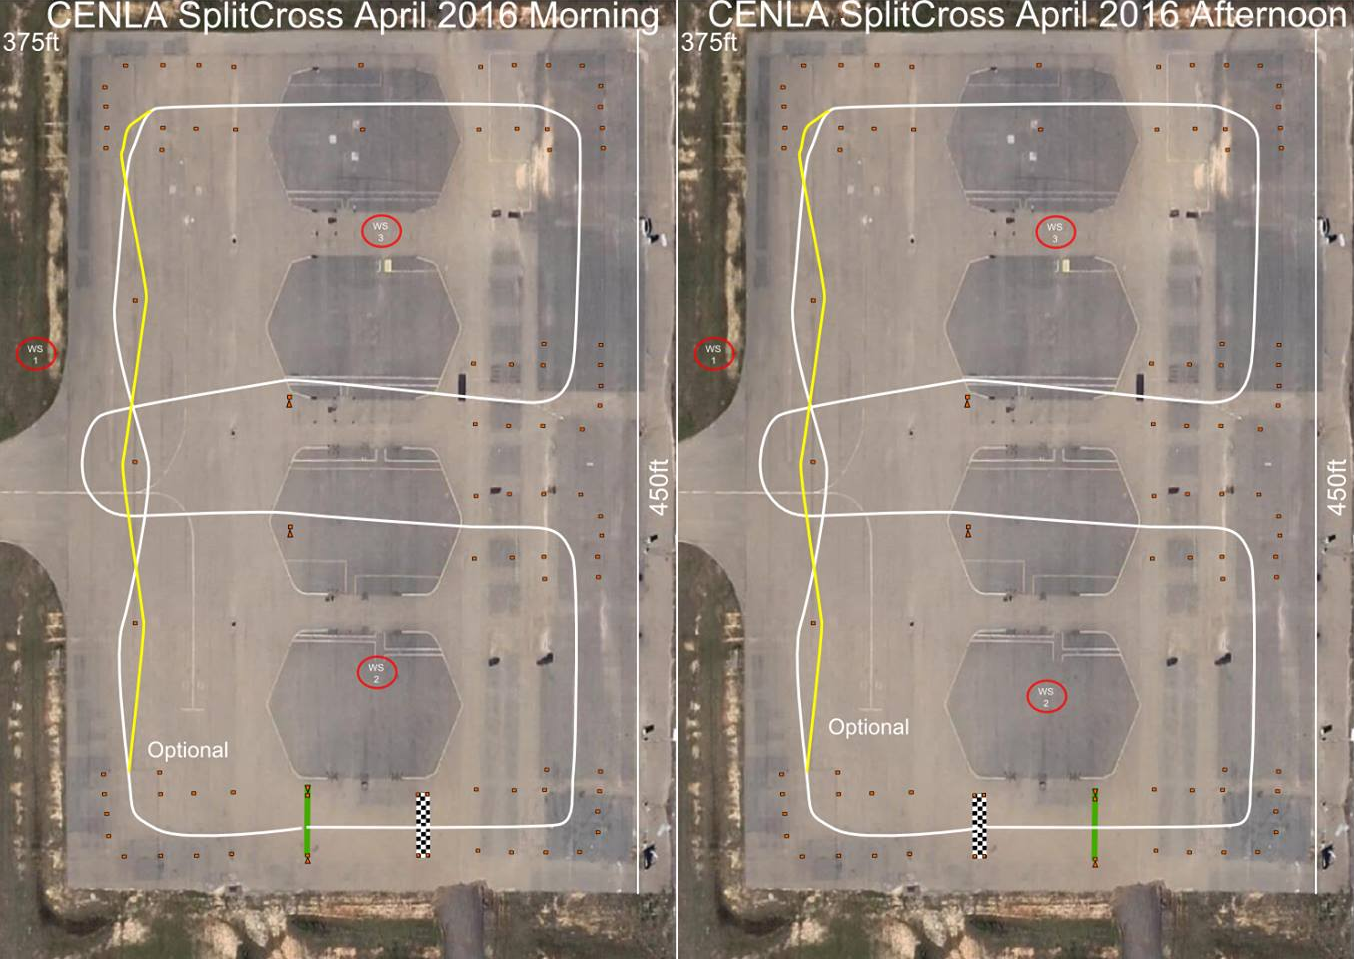 CENLA SplitCross April 2016 Morning
375ft
WS
3
WS
1
450ft
WS
2
Optional
CENLA SplitCross April 2016 Afternoon
375ft
WS
3
WS
1
450ft
WS
2
Optional